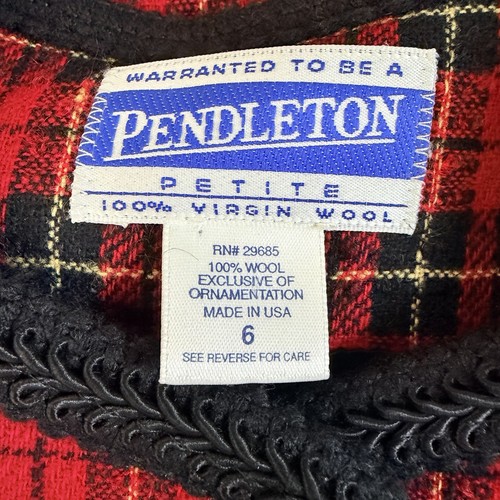 WARRANTED TO BE A
PENDLETON
PETITE
100% VIRGIN WOOL
RN# 29685
100% WOOL
EXCLUSIVE OF
ORNAMENTATION
MADE IN USA
6
SEE REVERSE FOR CARE